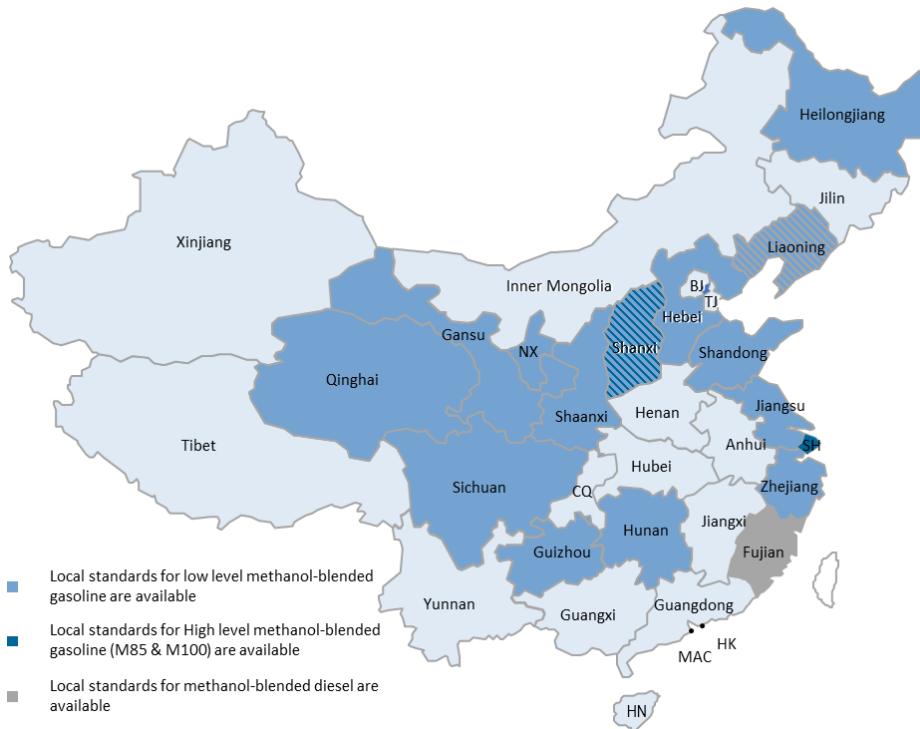 Heilongjiang
Jilin
Xinjiang
Liaoning
Inner Mongolia
BJ
TJ
Hebei
Gansu
NX
Shanxi
Shandong
Qinghai
Jiangsu
Shaanxi
Henan
Tibet
Anhui
SH
Hubei
Sichuan
CQ
Zhejiang
Jiangxi
Hunan
Guizhou
Fujian
Yunnan
Guangxi
Guangdong
HK
MAC
HN
Local standards for low level methanol-blended
gasoline are available
Local standards for High level methanol-blended
gasoline (M85 & M100) are available
Local standards for methanol-blended diesel are
available